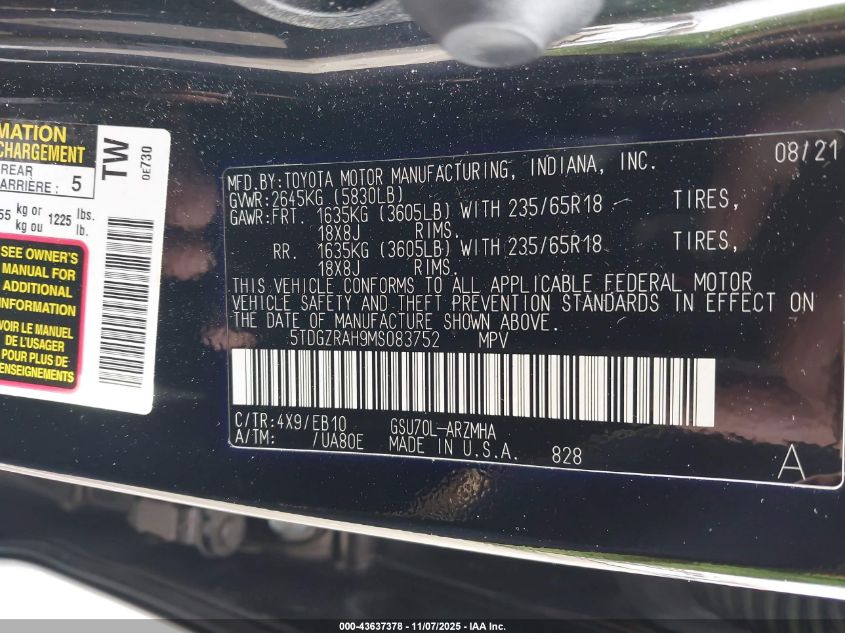 MATION
CHARGEMENT
REAR
ARRIÈRE : 5
TW
0E730
55 kg or 1225 lbs.
kg ou lb.
SEE OWNER'S
MANUAL FOR
ADDITIONAL
INFORMATION
VOIR LE MANUEL
DE L'USAGER
POUR PLUS DE
RENSEIGNEMENTS
MFD.BY:TOYOTA MOTOR MANUFACTURING, INDIANA, INC. 08/21
GVWR:2645KG (5830LB)
GAWR:FRT. 1635KG (3605LB) WITH 235/65R18 TIRES,
18X8J RIMS.
RR. 1635KG (3605LB) WITH 235/65R18 TIRES,
18X8J RIMS.
THIS VEHICLE CONFORMS TO ALL APPLICABLE FEDERAL MOTOR
VEHICLE SAFETY AND THEFT PREVENTION STANDARDS IN EFFECT ON
THE DATE OF MANUFACTURE SHOWN ABOVE.
5TDGZRAH9MS083752 MPV
C/TR:4X9/EB10 GSU70L-ARZMHA
A/TM: /UA80E MADE IN U.S.A. 828 A
000-43637378 - 11/07/2025 - IAA Inc.